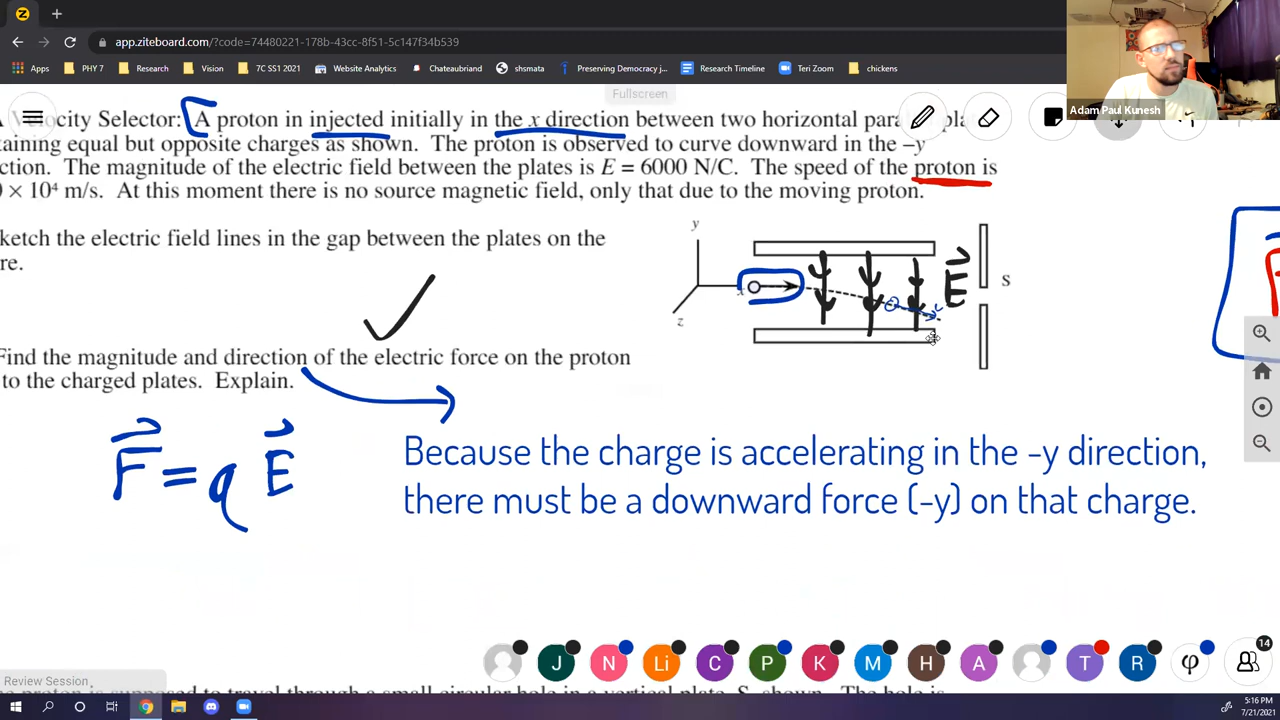 app.ziteboard.com/?code=74480221-178b-43cc-8f51-5c147f34b539
Apps PHY 7 Research Vision 7C SS1 2021 Website Analytics Chateaubea... shsmata Preserving Democracy j... Research Timeline Teri Zoom chickens
Fullscreen
Adam Paul Kunesh
Velocity Selector: A proton in injected initially in the x direction between two horizontal
taining equal but opposite charges as shown. The proton is observed to curve downward in the –y
ction. The magnitude of the electric field between the plates is E = 6000 N/C. The speed of the proton is
0 × 10⁴ m/s. At this moment there is no source magnetic field, only that due to the moving proton.
ketch the electric field lines in the gap between the plates on the
re.
y
x
z
E
S
F
Find the magnitude and direction of the electric force on the proton
to the charged plates. Explain.
F = q E
Because the charge is accelerating in the -y direction,
there must be a downward force (-y) on that charge.
J N Li C P K M H A T R φ 14
Review Session
5:16 PM
7/21/2021